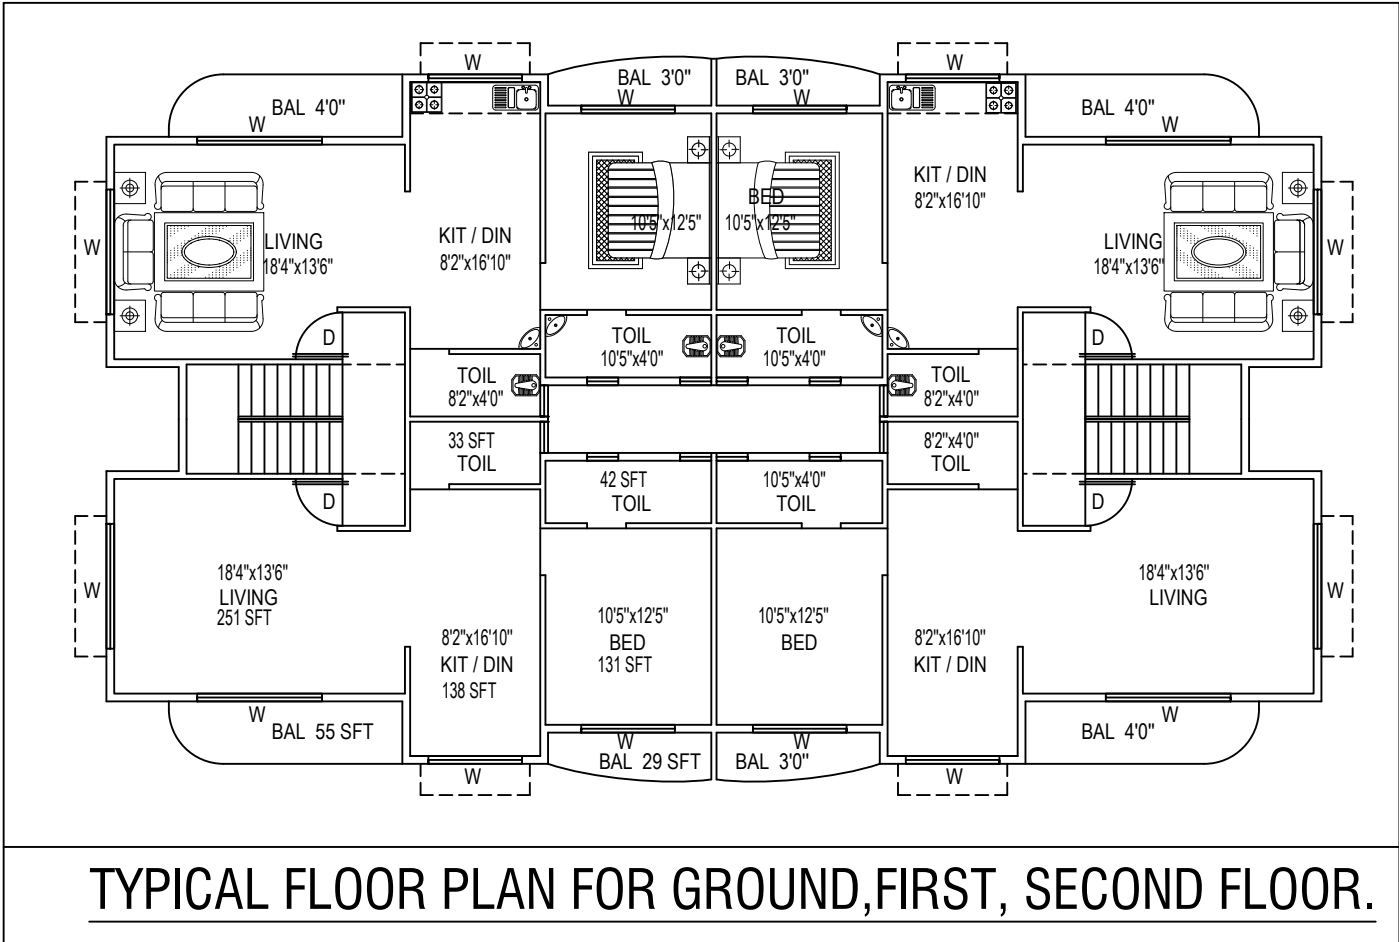 W
W
BAL 3'0"
BAL 3'0"
W
W
BAL 4'0"
W
BAL 4'0"
W
KIT / DIN
8'2"x16'10"
BED
10'5"x12'5"
10'5"x12'5"
KIT / DIN
8'2"x16'10"
W
LIVING
18'4"x13'6"
LIVING
18'4"x13'6"
W
D
TOIL
10'5"x4'0"
TOIL
10'5"x4'0"
D
TOIL
8'2"x4'0"
TOIL
8'2"x4'0"
33 SFT
TOIL
8'2"x4'0"
TOIL
42 SFT
TOIL
10'5"x4'0"
TOIL
D
D
W
18'4"x13'6"
LIVING
251 SFT
18'4"x13'6"
LIVING
W
8'2"x16'10"
KIT / DIN
138 SFT
10'5"x12'5"
BED
131 SFT
10'5"x12'5"
BED
8'2"x16'10"
KIT / DIN
W
BAL 55 SFT
W
BAL 4'0"
W
BAL 29 SFT
W
BAL 3'0"
W
W
TYPICAL FLOOR PLAN FOR GROUND,FIRST, SECOND FLOOR.